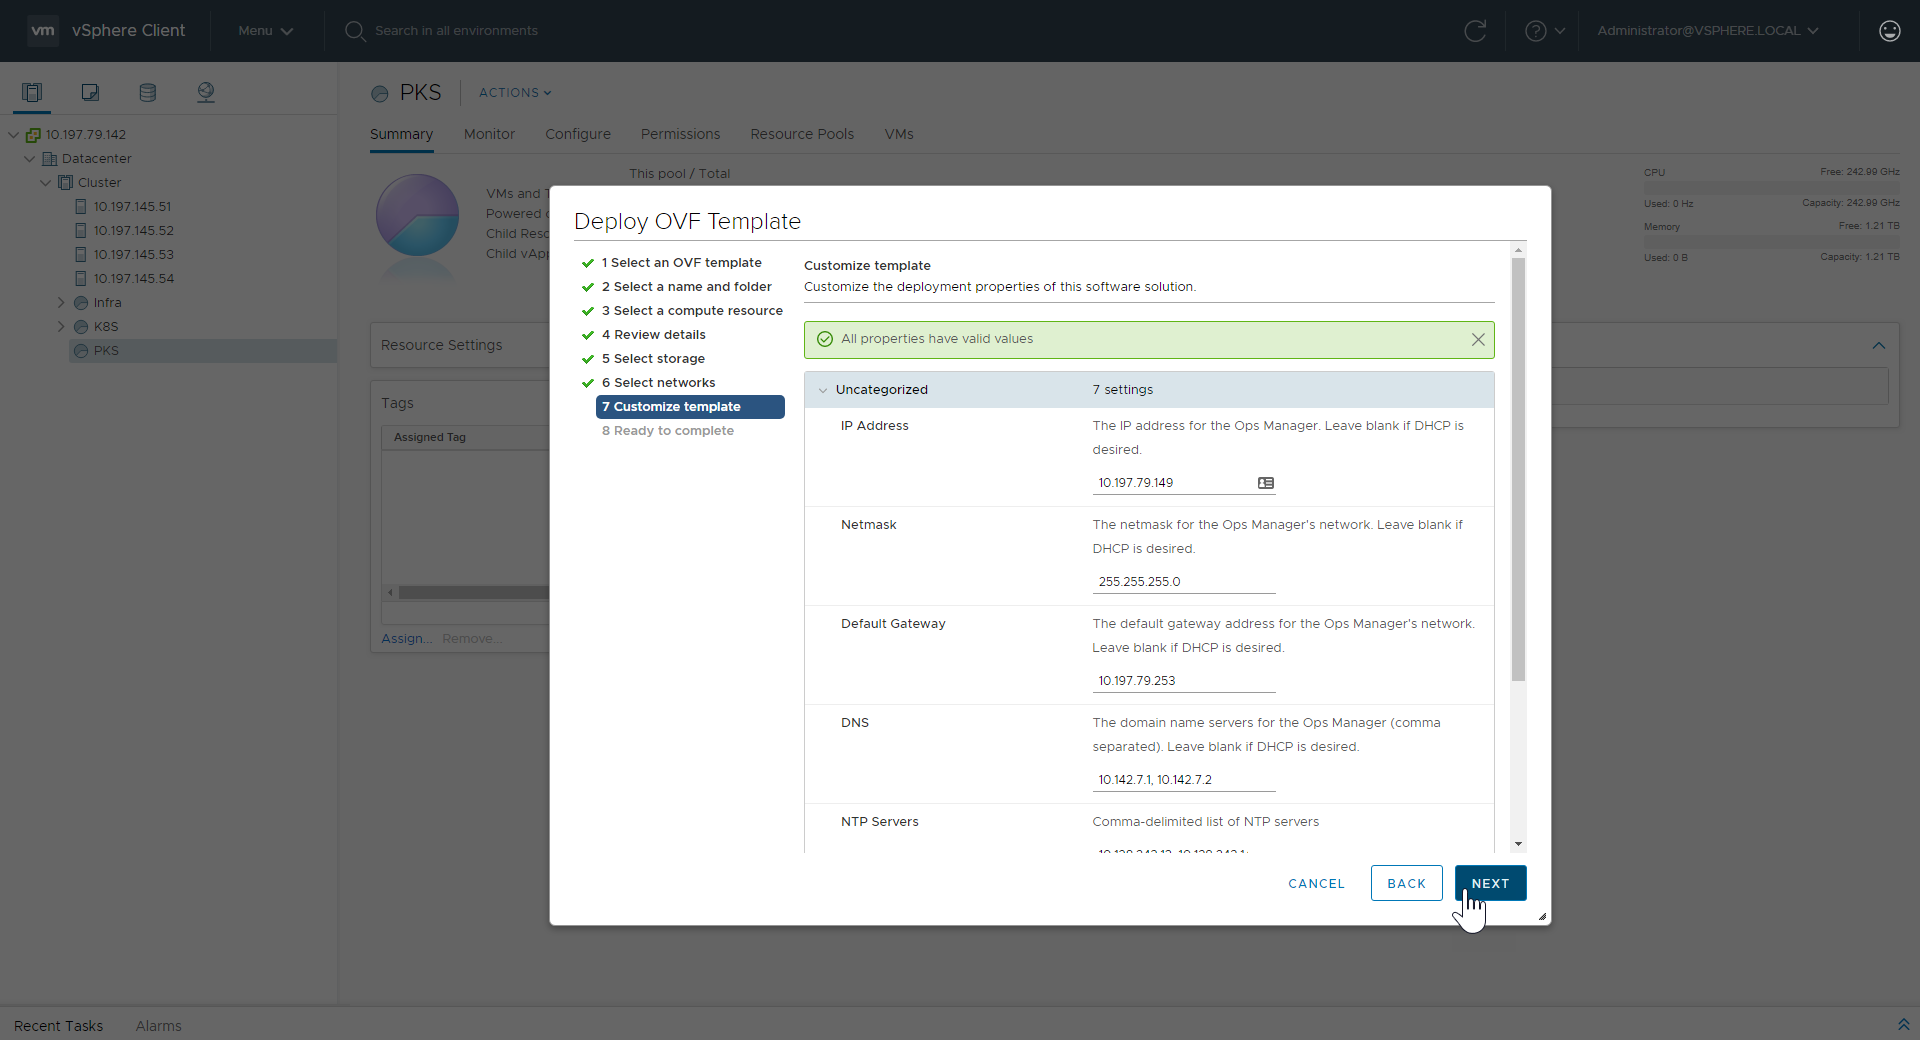 vm vSphere Client Menu Search in all environments Administrator@VSPHERE.LOCAL
10.197.79.142
Datacenter
Cluster
10.197.145.51
10.197.145.52
10.197.145.53
10.197.145.54
Infra
K8S
PKS
PKS ACTIONS
Summary Monitor Configure Permissions Resource Pools VMs
This pool / Total
VMs and T
Powered
Child Reso
Child vApp
CPU Free: 242.99 GHz
Used: 0 Hz Capacity: 242.99 GHz
Memory Free: 1.21 TB
Used: 0 B Capacity: 1.21 TB
Resource Settings
Tags
Assigned Tag
Assign... Remove...
Deploy OVF Template
1 Select an OVF template
2 Select a name and folder
3 Select a compute resource
4 Review details
5 Select storage
6 Select networks
7 Customize template
8 Ready to complete
Customize template
Customize the deployment properties of this software solution.
All properties have valid values
Uncategorized 7 settings
IP Address The IP address for the Ops Manager. Leave blank if DHCP is
desired.
10.197.79.149
Netmask The netmask for the Ops Manager's network. Leave blank if
DHCP is desired.
255.255.255.0
Default Gateway The default gateway address for the Ops Manager's network.
Leave blank if DHCP is desired.
10.197.79.253
DNS The domain name servers for the Ops Manager (comma
separated). Leave blank if DHCP is desired.
10.142.7.1, 10.142.7.2
NTP Servers Comma-delimited list of NTP servers
CANCEL BACK NEXT
Recent Tasks Alarms